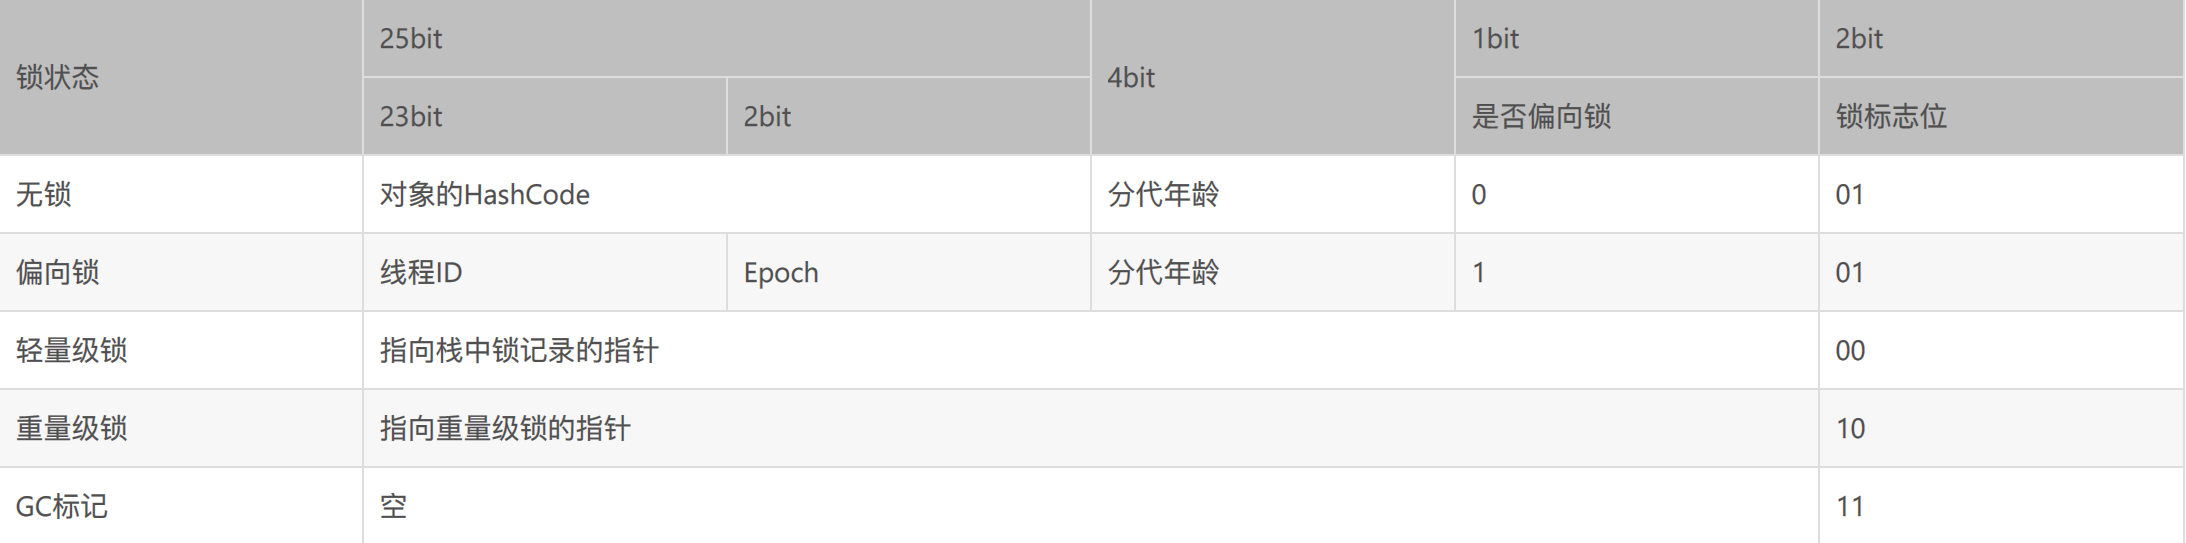 锁状态 25bit 4bit 1bit 2bit
23bit 2bit 是否偏向锁 锁标志位
无锁 对象的HashCode 分代年龄 0 01
偏向锁 线程ID Epoch 分代年龄 1 01
轻量级锁 指向栈中锁记录的指针 00
重量级锁 指向重量级锁的指针 10
GC标记 空 11